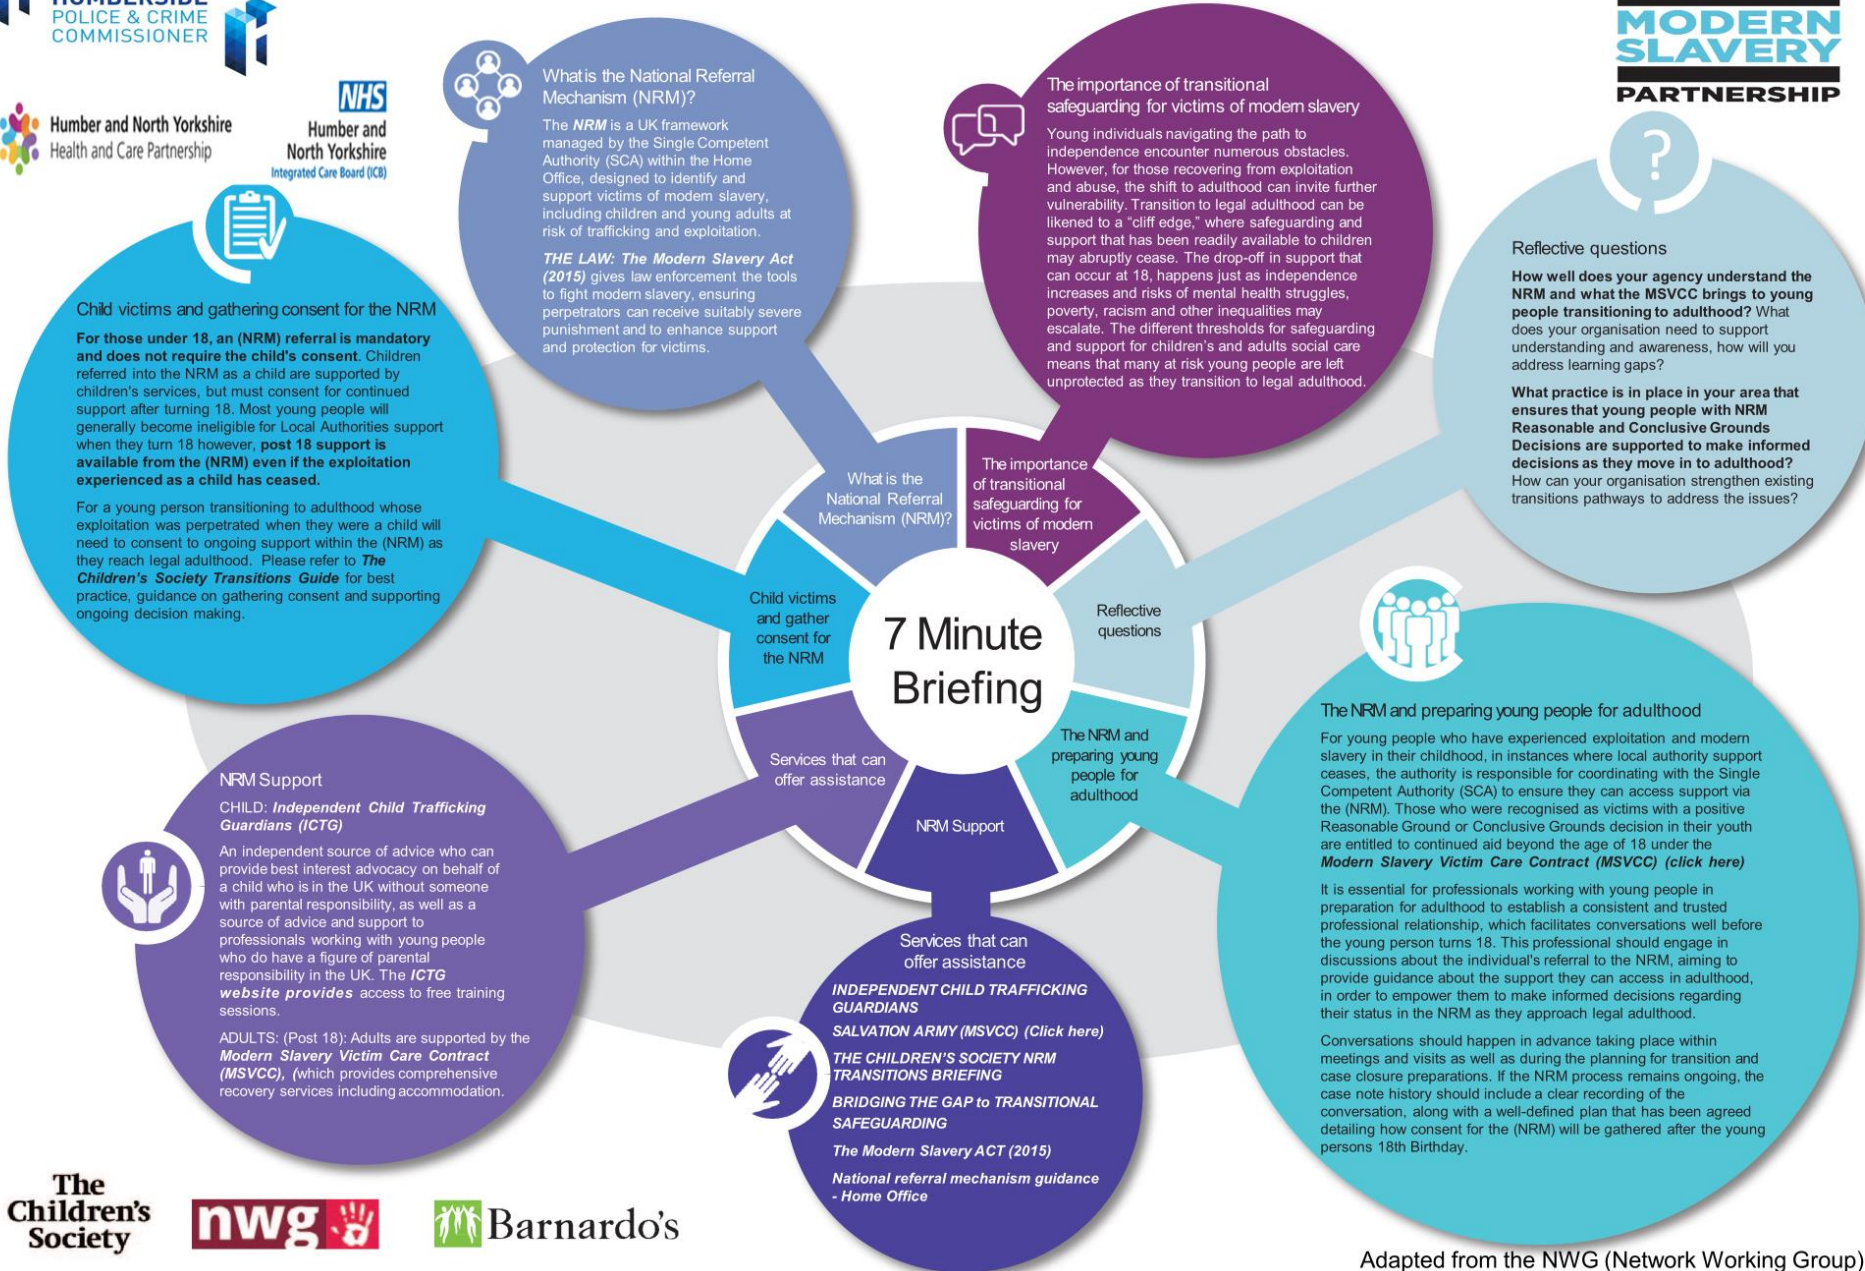 HUMBERSIDE
POLICE & CRIME
COMMISSIONER
Humber and North Yorkshire
Health and Care Partnership
NHS
Humber and
North Yorkshire
Integrated Care Board (ICB)
MODERN
SLAVERY
PARTNERSHIP
What is the National Referral
Mechanism (NRM)?
The NRM is a UK framework
managed by the Single Competent
Authority (SCA) within the Home
Office, designed to identify and
support victims of modern slavery,
including children and young adults at
risk of trafficking and exploitation.
THE LAW: The Modern Slavery Act
(2015) gives law enforcement the tools
to fight modern slavery, ensuring
perpetrators can receive suitably severe
punishment and to enhance support
and protection for victims.
The importance of transitional
safeguarding for victims of modern slavery
Young individuals navigating the path to
independence encounter numerous obstacles.
However, for those recovering from exploitation
and abuse, the shift to adulthood can invite further
vulnerability. Transition to legal adulthood can be
likened to a "cliff edge," where safeguarding and
support that has been readily available to children
may abruptly cease. The drop-off in support that
can occur at 18, happens just as independence
increases and risks of mental health struggles,
poverty, racism and other inequalities may
escalate. The different thresholds for safeguarding
and support for children's and adults social care
means that many at risk young people are left
unprotected as they transition to legal adulthood.
?
Reflective questions
How well does your agency understand the
NRM and what the MSVCC brings to young
people transitioning to adulthood? What
does your organisation need to support
understanding and awareness, how will you
address learning gaps?
What practice is in place in your area that
ensures that young people with NRM
Reasonable and Conclusive Grounds
Decisions are supported to make informed
decisions as they move in to adulthood?
How can your organisation strengthen existing
transitions pathways to address the issues?
Child victims and gathering consent for the NRM
For those under 18, an (NRM) referral is mandatory
and does not require the child's consent. Children
referred into the NRM as a child are supported by
children's services, but must consent for continued
support after turning 18. Most young people will
generally become ineligible for Local Authorities support
when they turn 18 however, post 18 support is
available from the (NRM) even if the exploitation
experienced as a child has ceased.
For a young person transitioning to adulthood whose
exploitation was perpetrated when they were a child will
need to consent to ongoing support within the (NRM) as
they reach legal adulthood. Please refer to The
Children's Society Transitions Guide for best
practice, guidance on gathering consent and supporting
ongoing decision making.
What is the
National Referral
Mechanism (NRM)?
The importance
of transitional
safeguarding for
victims of modern
slavery
Child victims
and gather
consent for
the NRM
7 Minute
Briefing
Reflective
questions
Services that can
offer assistance
NRM Support
The NRM and
preparing young
people for
adulthood
NRM Support
CHILD: Independent Child Trafficking
Guardians (ICTG)
An independent source of advice who can
provide best interest advocacy on behalf of
a child who is in the UK without someone
with parental responsibility, as well as a
source of advice and support to
professionals working with young people
who do have a figure of parental
responsibility in the UK. The ICTG
website provides access to free training
sessions.
ADULTS: (Post 18): Adults are supported by the
Modern Slavery Victim Care Contract
(MSVCC), (which provides comprehensive
recovery services including accommodation.
Services that can
offer assistance
INDEPENDENT CHILD TRAFFICKING
GUARDIANS
SALVATION ARMY (MSVCC) (Click here)
THE CHILDREN'S SOCIETY NRM
TRANSITIONS BRIEFING
BRIDGING THE GAP to TRANSITIONAL
SAFEGUARDING
The Modern Slavery ACT (2015)
National referral mechanism guidance
- Home Office
The NRM and preparing young people for adulthood
For young people who have experienced exploitation and modern
slavery in their childhood, in instances where local authority support
ceases, the authority is responsible for coordinating with the Single
Competent Authority (SCA) to ensure they can access support via
the (NRM). Those who were recognised as victims with a positive
Reasonable Ground or Conclusive Grounds decision in their youth
are entitled to continued aid beyond the age of 18 under the
Modern Slavery Victim Care Contract (MSVCC) (click here)
It is essential for professionals working with young people in
preparation for adulthood to establish a consistent and trusted
professional relationship, which facilitates conversations well before
the young person turns 18. This professional should engage in
discussions about the individual's referral to the NRM, aiming to
provide guidance about the support they can access in adulthood,
in order to empower them to make informed decisions regarding
their status in the NRM as they approach legal adulthood.
Conversations should happen in advance taking place within
meetings and visits as well as during the planning for transition and
case closure preparations. If the NRM process remains ongoing, the
case note history should include a clear recording of the
conversation, along with a well-defined plan that has been agreed
detailing how consent for the (NRM) will be gathered after the young
persons 18th Birthday.
The
Children's
Society
nwg
Barnardo's
Adapted from the NWG (Network Working Group)